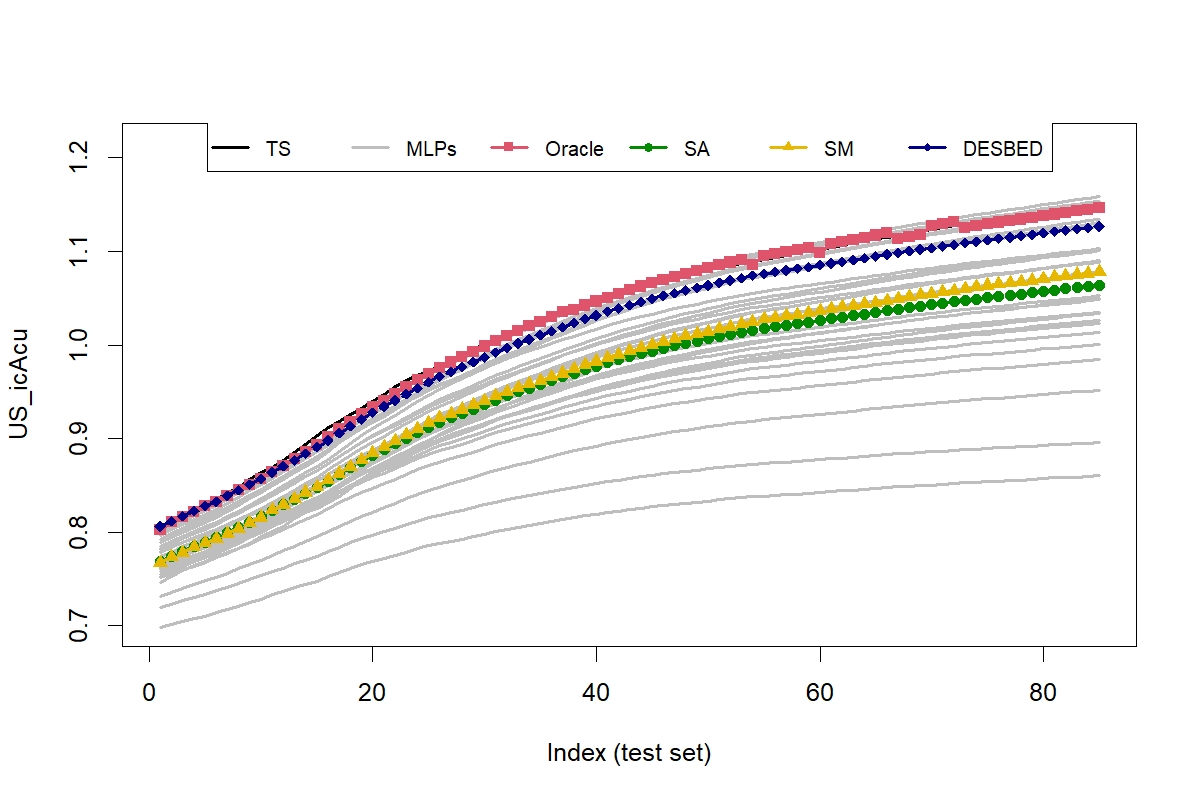 TS MLPs Oracle SA SM DESBED
US_icAcu
1.2
1.1
1.0
0.9
0.8
0.7
0 20 40 60 80
Index (test set)